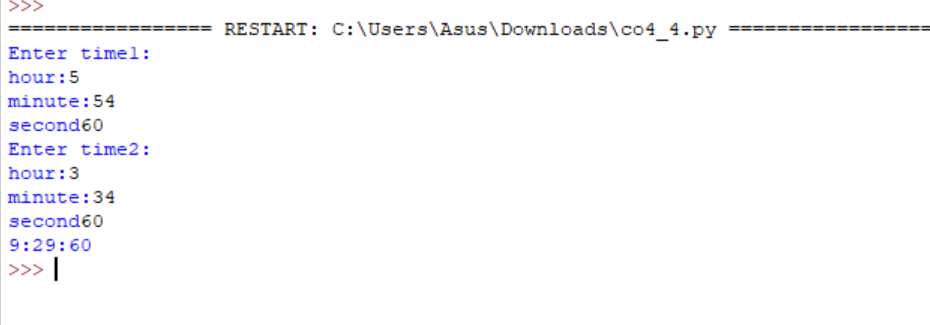 >>>
================= RESTART: C:\Users\Asus\Downloads\co4_4.py =================
Enter time1:
hour:5
minute:54
second60
Enter time2:
hour:3
minute:34
second60
9:29:60
>>>